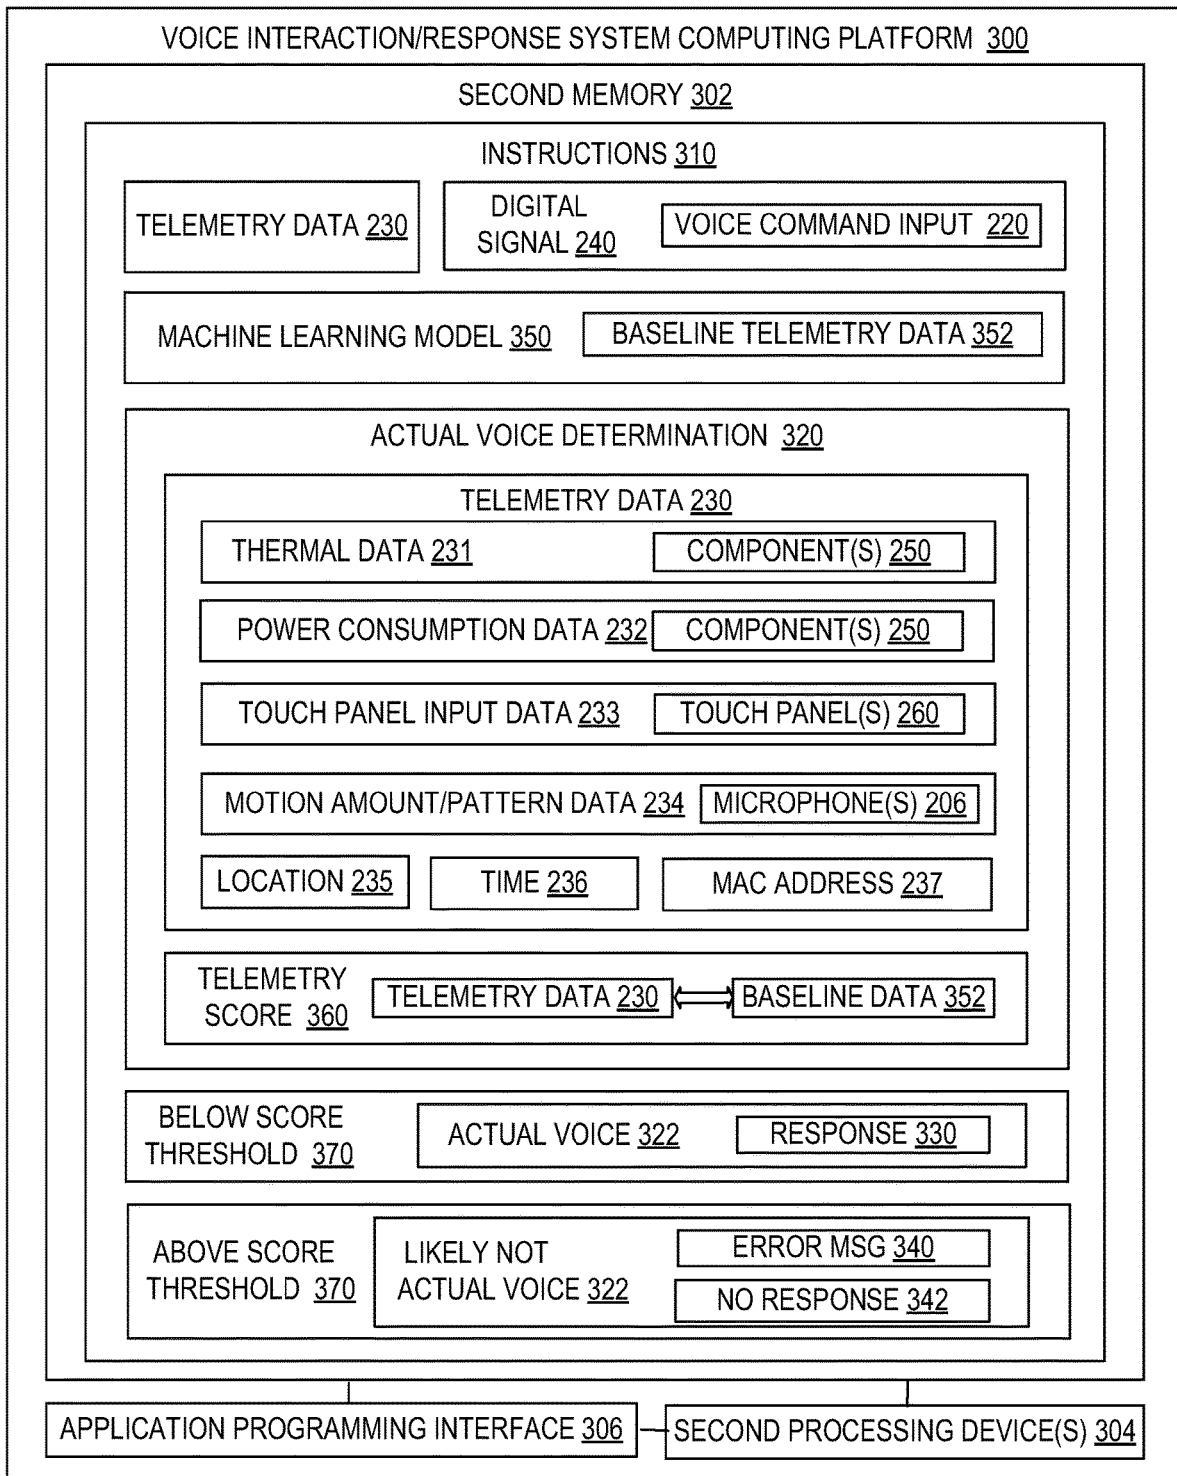 VOICE INTERACTION/RESPONSE SYSTEM COMPUTING PLATFORM 300
SECOND MEMORY 302
INSTRUCTIONS 310
TELEMETRY DATA 230
DIGITAL
SIGNAL 240
VOICE COMMAND INPUT 220
MACHINE LEARNING MODEL 350
BASELINE TELEMETRY DATA 352
ACTUAL VOICE DETERMINATION 320
TELEMETRY DATA 230
THERMAL DATA 231
COMPONENT(S) 250
POWER CONSUMPTION DATA 232
COMPONENT(S) 250
TOUCH PANEL INPUT DATA 233
TOUCH PANEL(S) 260
MOTION AMOUNT/PATTERN DATA 234
MICROPHONE(S) 206
LOCATION 235
TIME 236
MAC ADDRESS 237
TELEMETRY
SCORE 360
TELEMETRY DATA 230
BASELINE DATA 352
BELOW SCORE
THRESHOLD 370
ACTUAL VOICE 322
RESPONSE 330
ABOVE SCORE
THRESHOLD 370
LIKELY NOT
ACTUAL VOICE 322
ERROR MSG 340
NO RESPONSE 342
APPLICATION PROGRAMMING INTERFACE 306
SECOND PROCESSING DEVICE(S) 304